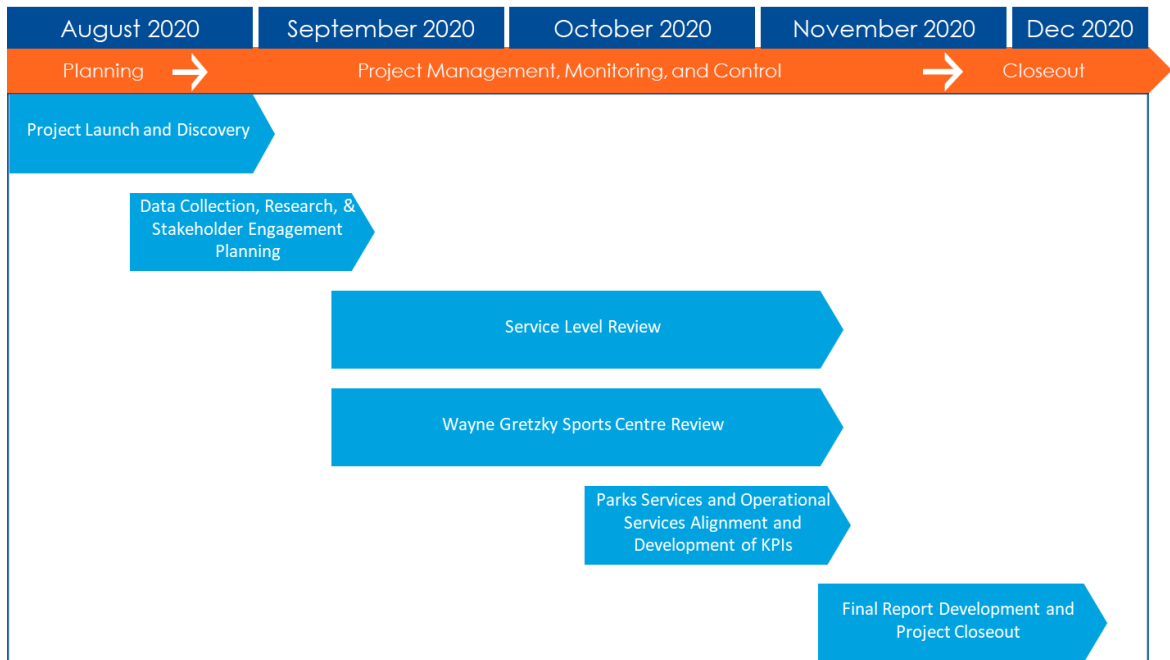 August 2020
September 2020
October 2020
November 2020
Dec 2020
Planning
Project Management, Monitoring, and Control
Closeout
Project Launch and Discovery
Data Collection, Research, &
Stakeholder Engagement
Planning
Service Level Review
Wayne Gretzky Sports Centre Review
Parks Services and Operational
Services Alignment and
Development of KPIs
Final Report Development and
Project Closeout